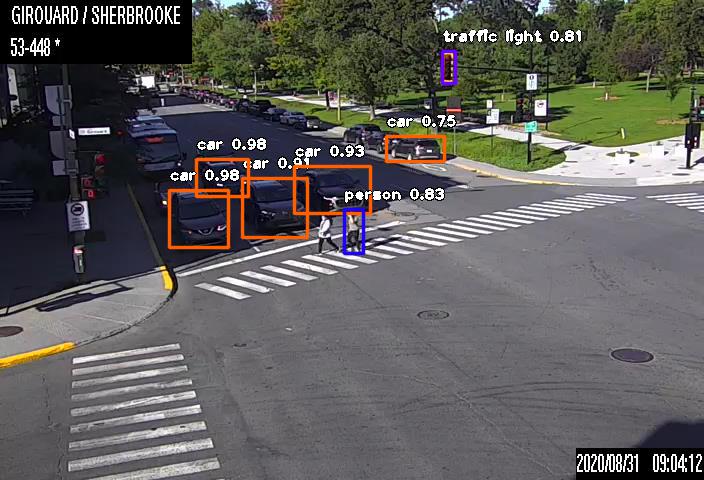 GIROUARD / SHERBROOKE
53-448 *
traffic light 0.81
car 0.75
car 0.98
car 0.91
car 0.93
car 0.98
person 0.83
2020/08/31 09:04:12